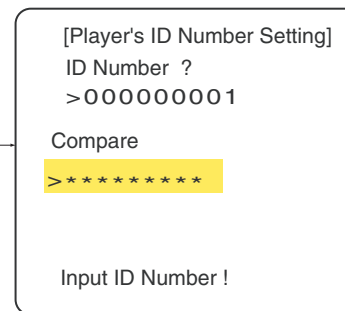 [Player's ID Number Setting]
ID Number ?
>000000001
Compare
>*********
Input ID Number !